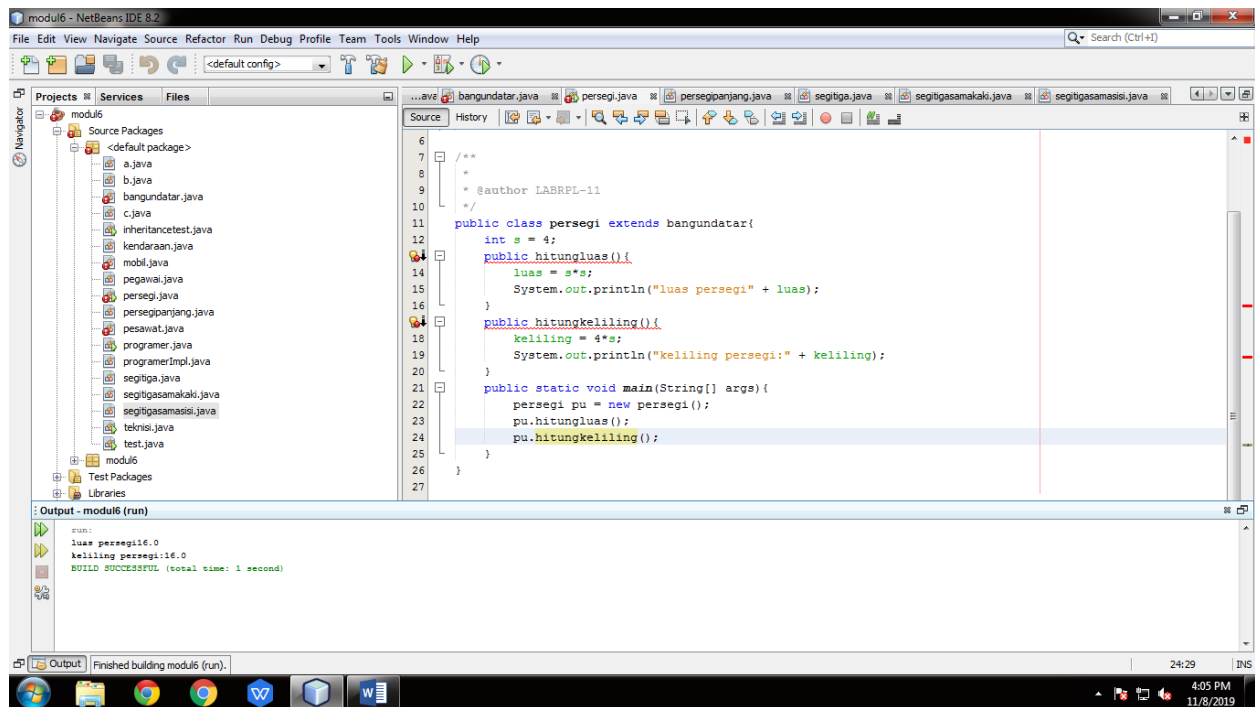 modul6 - NetBeans IDE 8.2
File Edit View Navigate Source Refactor Run Debug Profile Team Tools Window Help
Search (Ctrl+I)
<default config>
Projects Services Files
...ave bangundatar.java persegi.java persegipanjang.java segitiga.java segitigasamakaki.java segitigasamasisi.java
Navigator
Source History
modul6
Source Packages
<default package>
a.java
b.java
bangundatar.java
c.java
inheritancetest.java
kendaraan.java
mobil.java
pegawai.java
persegi.java
persegipanjang.java
pesawat.java
programer.java
programerImpl.java
segitiga.java
segitigasamakaki.java
segitigasamasisi.java
teknisi.java
test.java
modul6
Test Packages
Libraries
6
7 /**
8 *
9 * @author LABRPL-11
10 */
11 public class persegi extends bangundatar{
12 int s = 4;
public hitungluas(){
14 luas = s*s;
15 System.out.println("luas persegi" + luas);
16 }
public hitungkeliling(){
18 keliling = 4*s;
19 System.out.println("keliling persegi:" + keliling);
20 }
21 public static void main(String[] args){
22 persegi pu = new persegi();
23 pu.hitungluas();
24 pu.hitungkeliling();
25 }
26 }
27
Output - modul6 (run)
run:
luas persegi16.0
keliling persegi:16.0
BUILD SUCCESSFUL (total time: 1 second)
Output Finished building modul6 (run).
24:29 INS
4:05 PM
11/8/2019